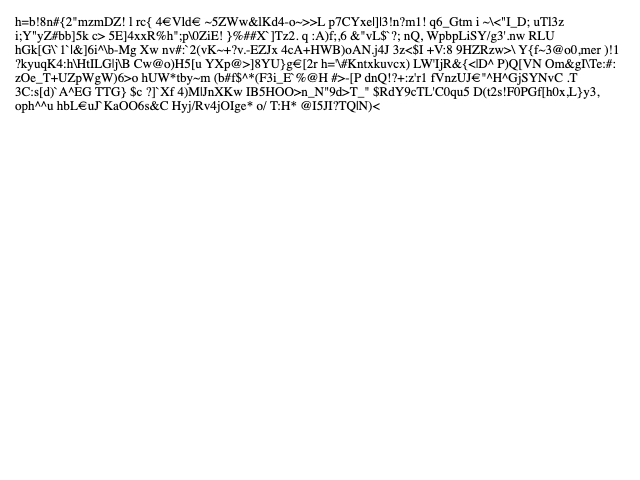 h=b!8n#{2"mzmDZ! l rc{ 4€Vld€ ~5ZWw&lKd4-o~>>L p7CYxel]l3!n?m1! q6_Gtm i ~\<"I_D; uTl3z
i;Y"yZ#bb]5k c> 5E]4xxR%h";p\0ZiE! }%##X`]Tz2. q :A)f;,6 &"vL$`?; nQ, WpbpLiSY/g3'.nw RLU
hGk[G\`1`l&]6i^\b-Mg Xw nv#:`2(vK~+?v.-EZJx 4cA+HWB)oAN.j4J 3z<$I +V:8 9HZRzw>\ Y{f~3@o0,mer )!1
?kyuqK4:h\HtILGlj\B Cw@o)H5[u YXp@>]8YU}g€[2r h="\#Kntxkuvcx) LW'IjR&{<lD^ P)Q[VN Om&gI\Te:#:
zOe_T+UZpWgW)6>o hUW*tby~m (b#f$^*(F3i_E`%@H #>-[P dnQ!?+:z'r1 fVnzUJ€"^H^GjSYNvC .T
3C:s[d)`A^EG TTG} $c ?]`Xf 4)MlJnXKw IB5HOO>n_N"9d>T_" $RdY9cTL'C0qu5 D(t2s!F0PGf[h0x,L}y3,
oph^^u hbL€uJ`KaOO6s&C Hyj/Rv4jOIge* o/ T:H* @I5JI?TQ|N)<